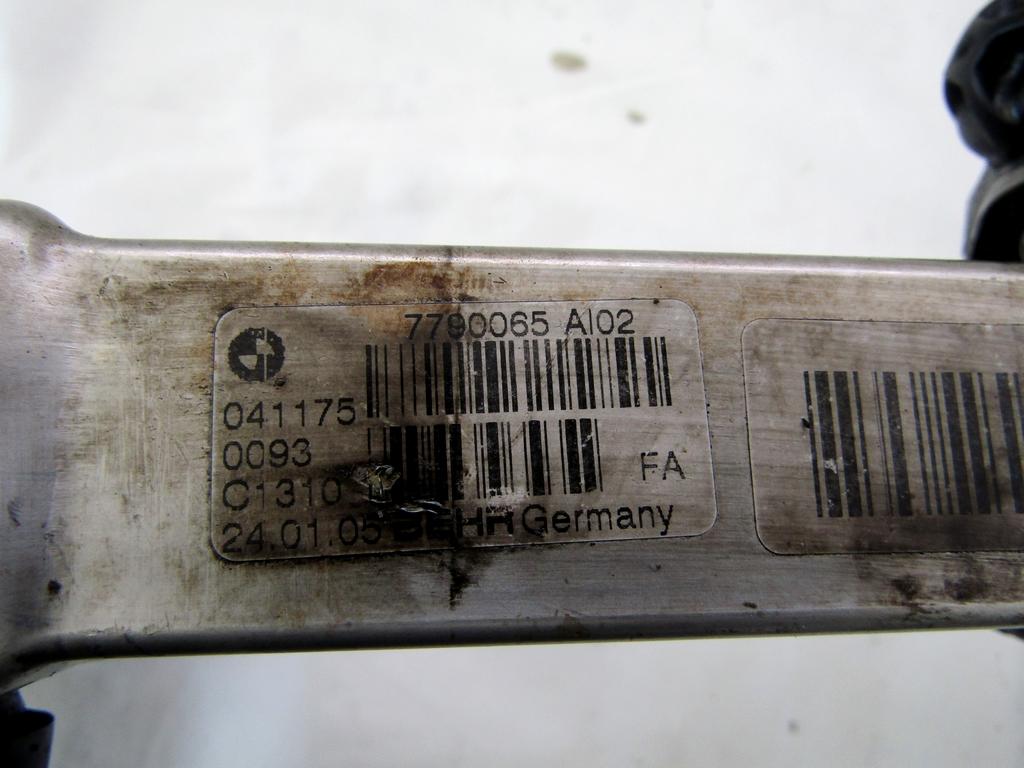 7790065 AI02
041175
0093
FA
C1310
24.01.05 BEHR Germany